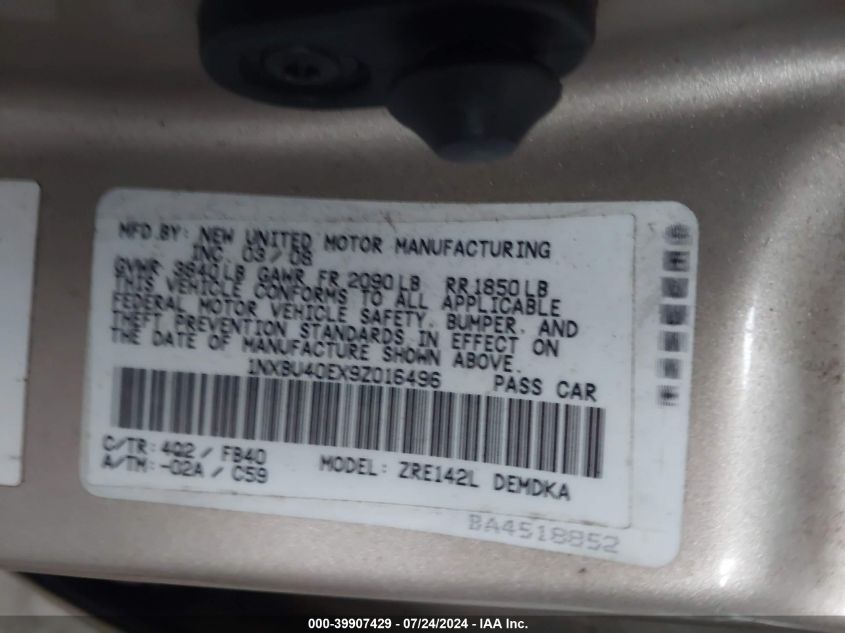 MFD.BY: NEW UNITED MOTOR MANUFACTURING
INC. 03/08
GVWR 3840LB GAWR FR 2090LB RR1850LB
THIS VEHICLE CONFORMS TO ALL APPLICABLE
FEDERAL MOTOR VEHICLE SAFETY, BUMPER, AND
THEFT PREVENTION STANDARDS IN EFFECT ON
THE DATE OF MANUFACTURE SHOWN ABOVE.
1NXBU40EX9Z016496 PASS CAR
C/TR: 4Q2 / FB40
A/TM: -02A / C59 MODEL: ZRE142L DEMDKA
BA4518852
000-39907429 - 07/24/2024 - IAA Inc.